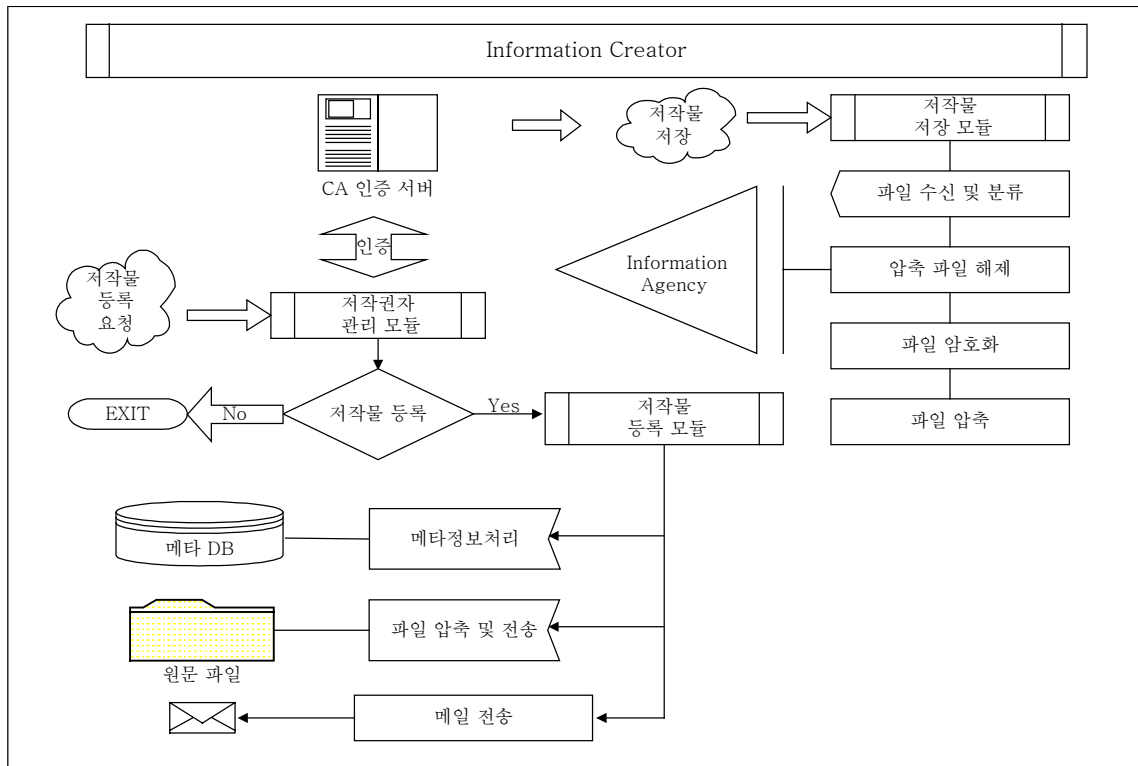 Information Creator
저작물
저장
저작물
저장 모듈
CA 인증 서버
파일 수신 및 분류
인증
Information
Agency
압축 파일 해제
저작물
등록
요청
저작권자
관리 모듈
파일 암호화
EXIT
No
저작물 등록
Yes
저작물
등록 모듈
파일 압축
메타 DB
메타정보처리
파일 압축 및 전송
원문 파일
메일 전송